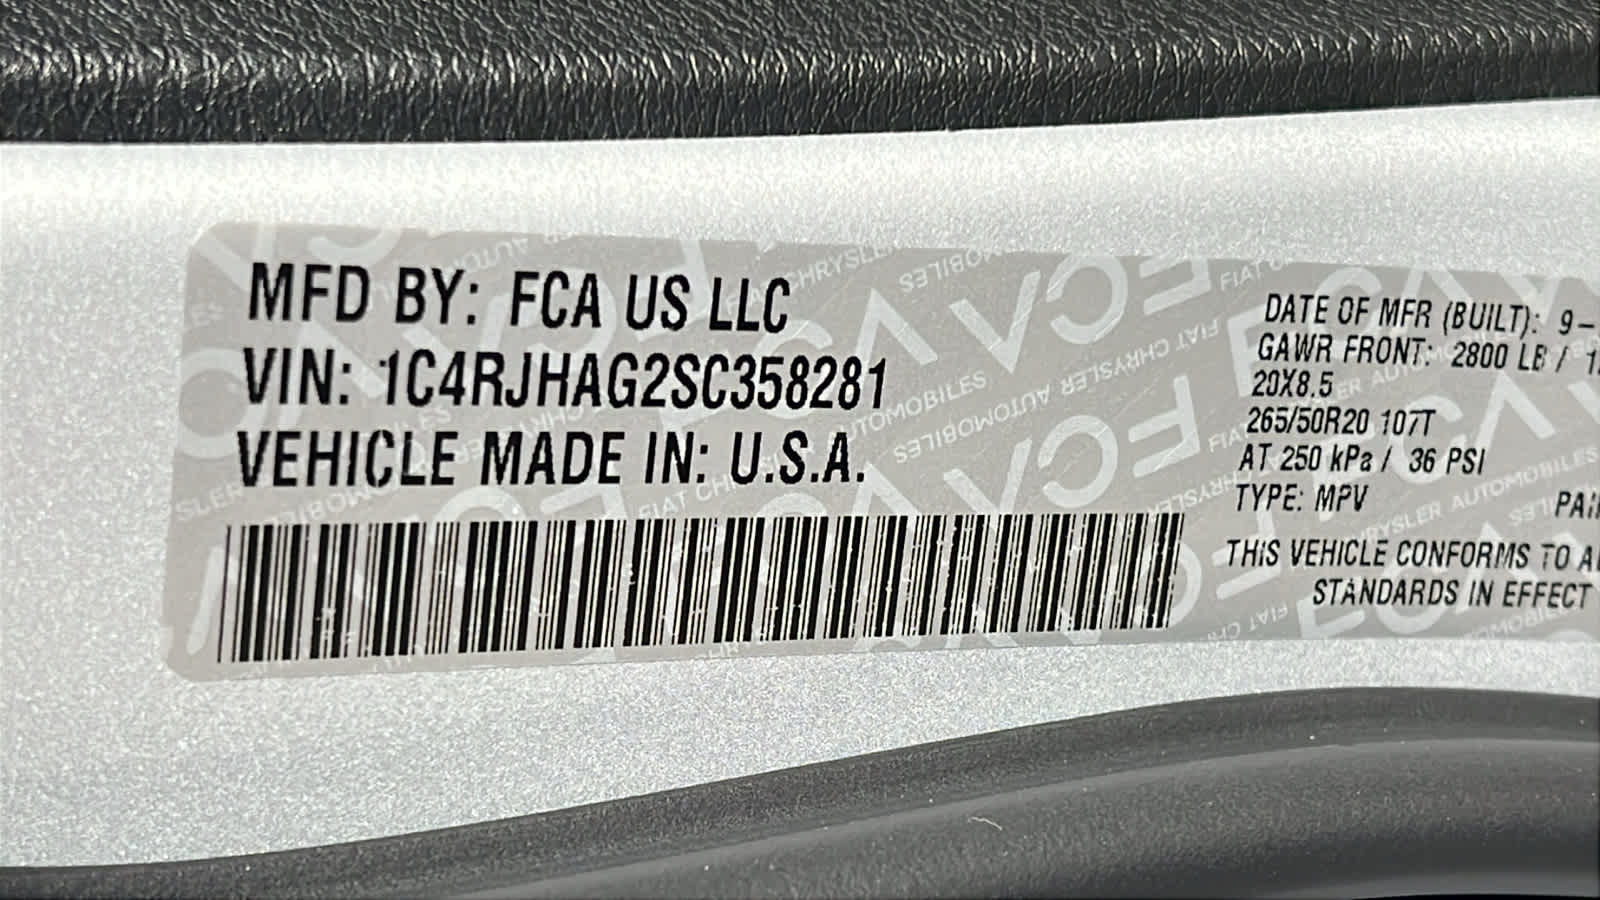 MFD BY: FCA US LLC
VIN: 1C4RJHAG2SC358281
VEHICLE MADE IN: U.S.A.
DATE OF MFR (BUILT): 9-
GAWR FRONT: 2800 LB /
20X8.5
265/50R20 107T
AT 250 kPa / 36 PSI
TYPE: MPV
THIS VEHICLE CONFORMS TO
STANDARDS IN EFFECT